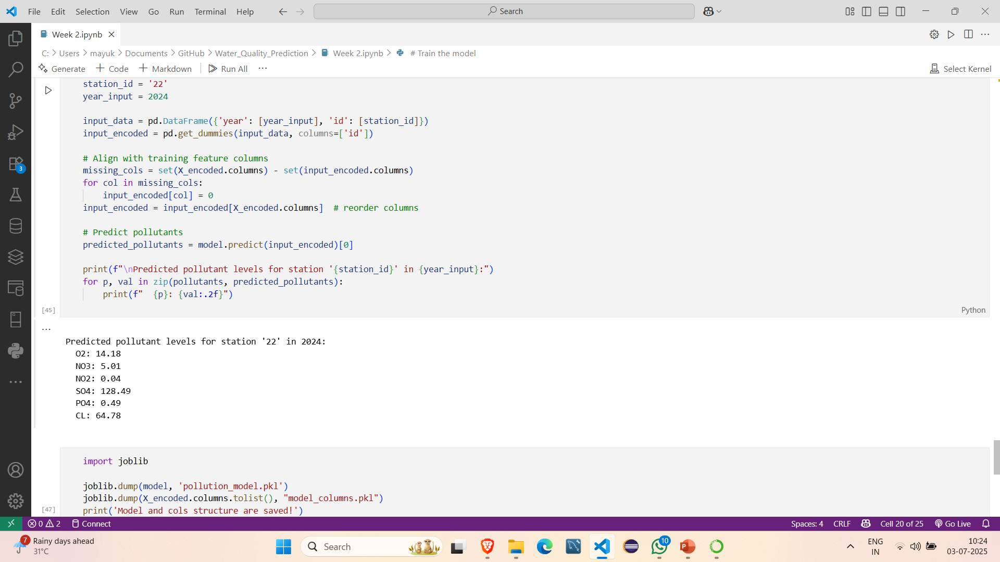 File Edit Selection View Go Run Terminal Help Search
Week 2.ipynb
C: > Users > mayuk > Documents > GitHub > Water_Quality_Prediction > Week 2.ipynb > # Train the model
Generate + Code + Markdown Run All ... Select Kernel
station_id = '22'
year_input = 2024
input_data = pd.DataFrame({'year': [year_input], 'id': [station_id]})
input_encoded = pd.get_dummies(input_data, columns=['id'])
# Align with training feature columns
missing_cols = set(X_encoded.columns) - set(input_encoded.columns)
for col in missing_cols:
    input_encoded[col] = 0
input_encoded = input_encoded[X_encoded.columns]  # reorder columns
# Predict pollutants
predicted_pollutants = model.predict(input_encoded)[0]
print(f"\nPredicted pollutant levels for station '{station_id}' in {year_input}:")
for p, val in zip(pollutants, predicted_pollutants):
    print(f"  {p}: {val:.2f}")
[45] Python
...
Predicted pollutant levels for station '22' in 2024:
  O2: 14.18
  NO3: 5.01
  NO2: 0.04
  SO4: 128.49
  PO4: 0.49
  CL: 64.78
import joblib
joblib.dump(model, 'pollution_model.pkl')
joblib.dump(X_encoded.columns.tolist(), "model_columns.pkl")
[47] print('Model and cols structure are saved!')
3
0 2 Connect Spaces: 4 CRLF Cell 20 of 25 Go Live
7 Rainy days ahead
31°C
Search
10
ENG
IN
10:24
03-07-2025